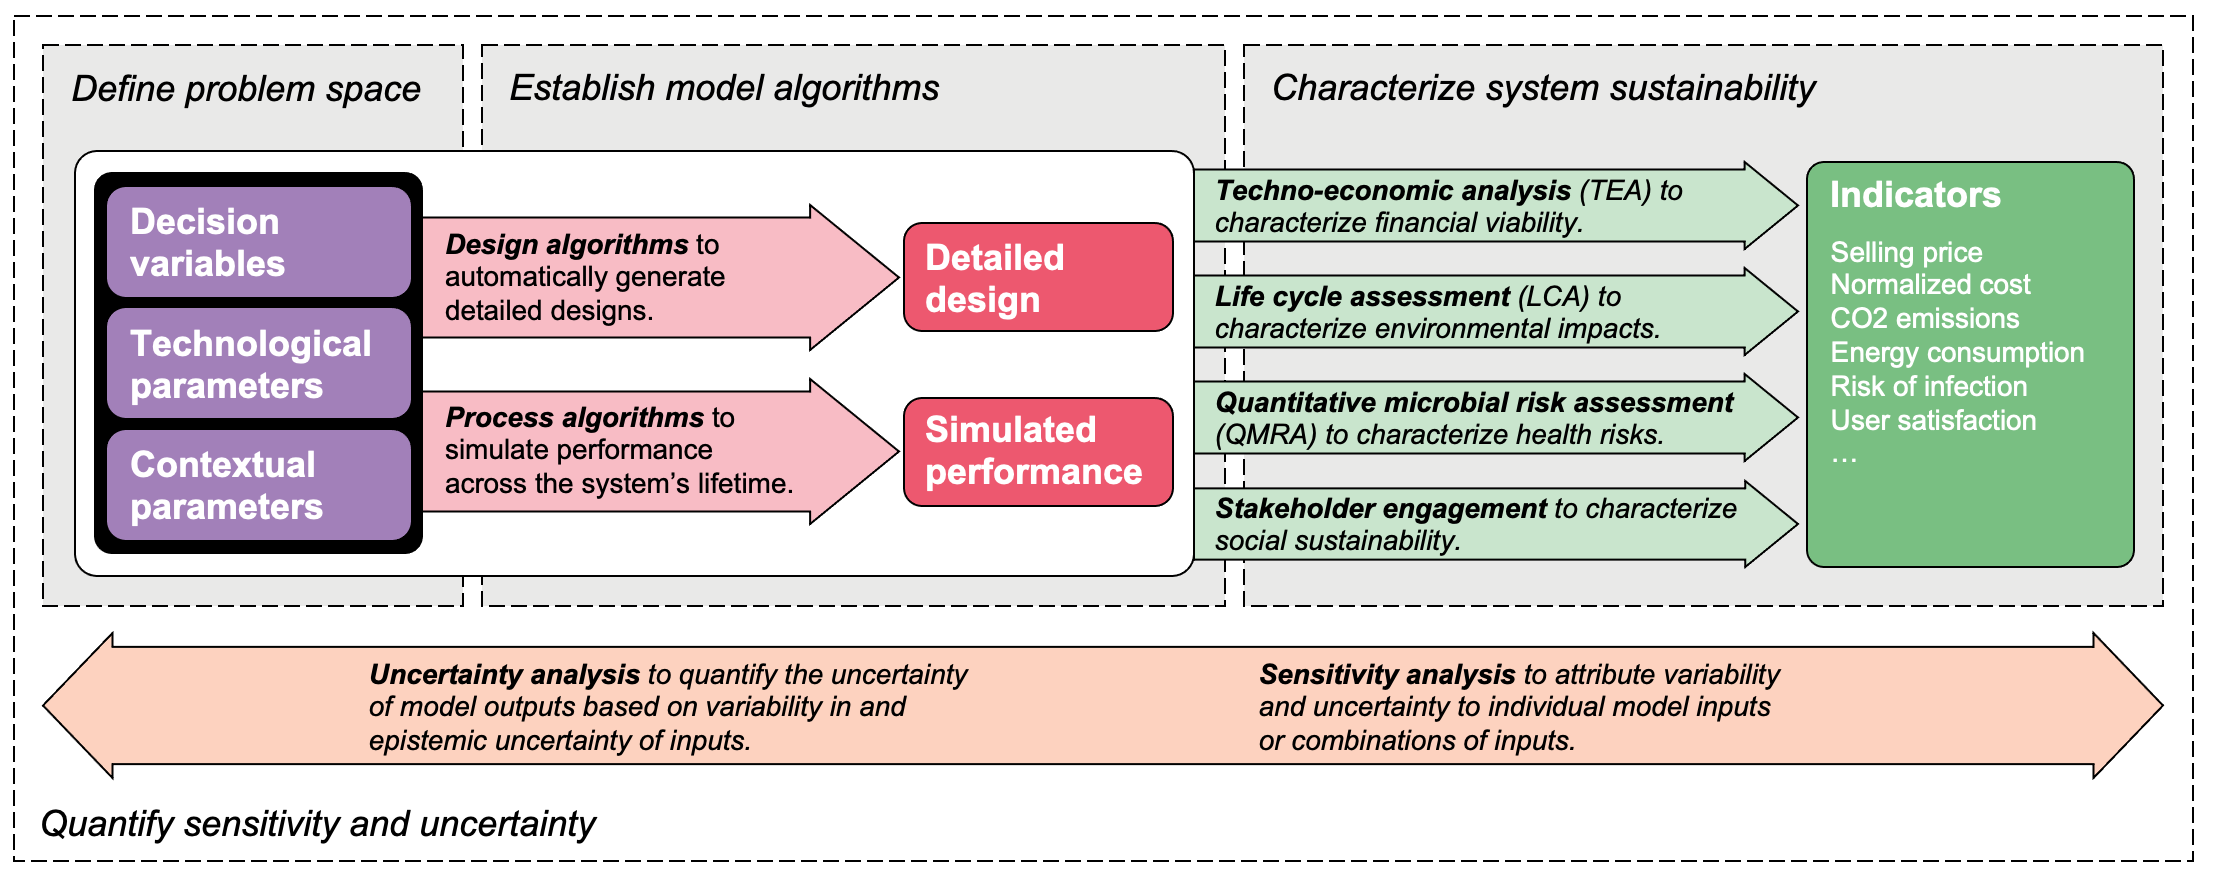 Define problem space
Establish model algorithms
Characterize system sustainability
Decision
variables
Technological
parameters
Contextual
parameters
Design algorithms to
automatically generate
detailed designs.
Process algorithms to
simulate performance
across the system’s lifetime.
Detailed
design
Simulated
performance
Techno-economic analysis (TEA) to
characterize financial viability.
Life cycle assessment (LCA) to
characterize environmental impacts.
Quantitative microbial risk assessment
(QMRA) to characterize health risks.
Stakeholder engagement to characterize
social sustainability.
Indicators
Selling price
Normalized cost
CO2 emissions
Energy consumption
Risk of infection
User satisfaction
…
Uncertainty analysis to quantify the uncertainty
of model outputs based on variability in and
epistemic uncertainty of inputs.
Sensitivity analysis to attribute variability
and uncertainty to individual model inputs
or combinations of inputs.
Quantify sensitivity and uncertainty